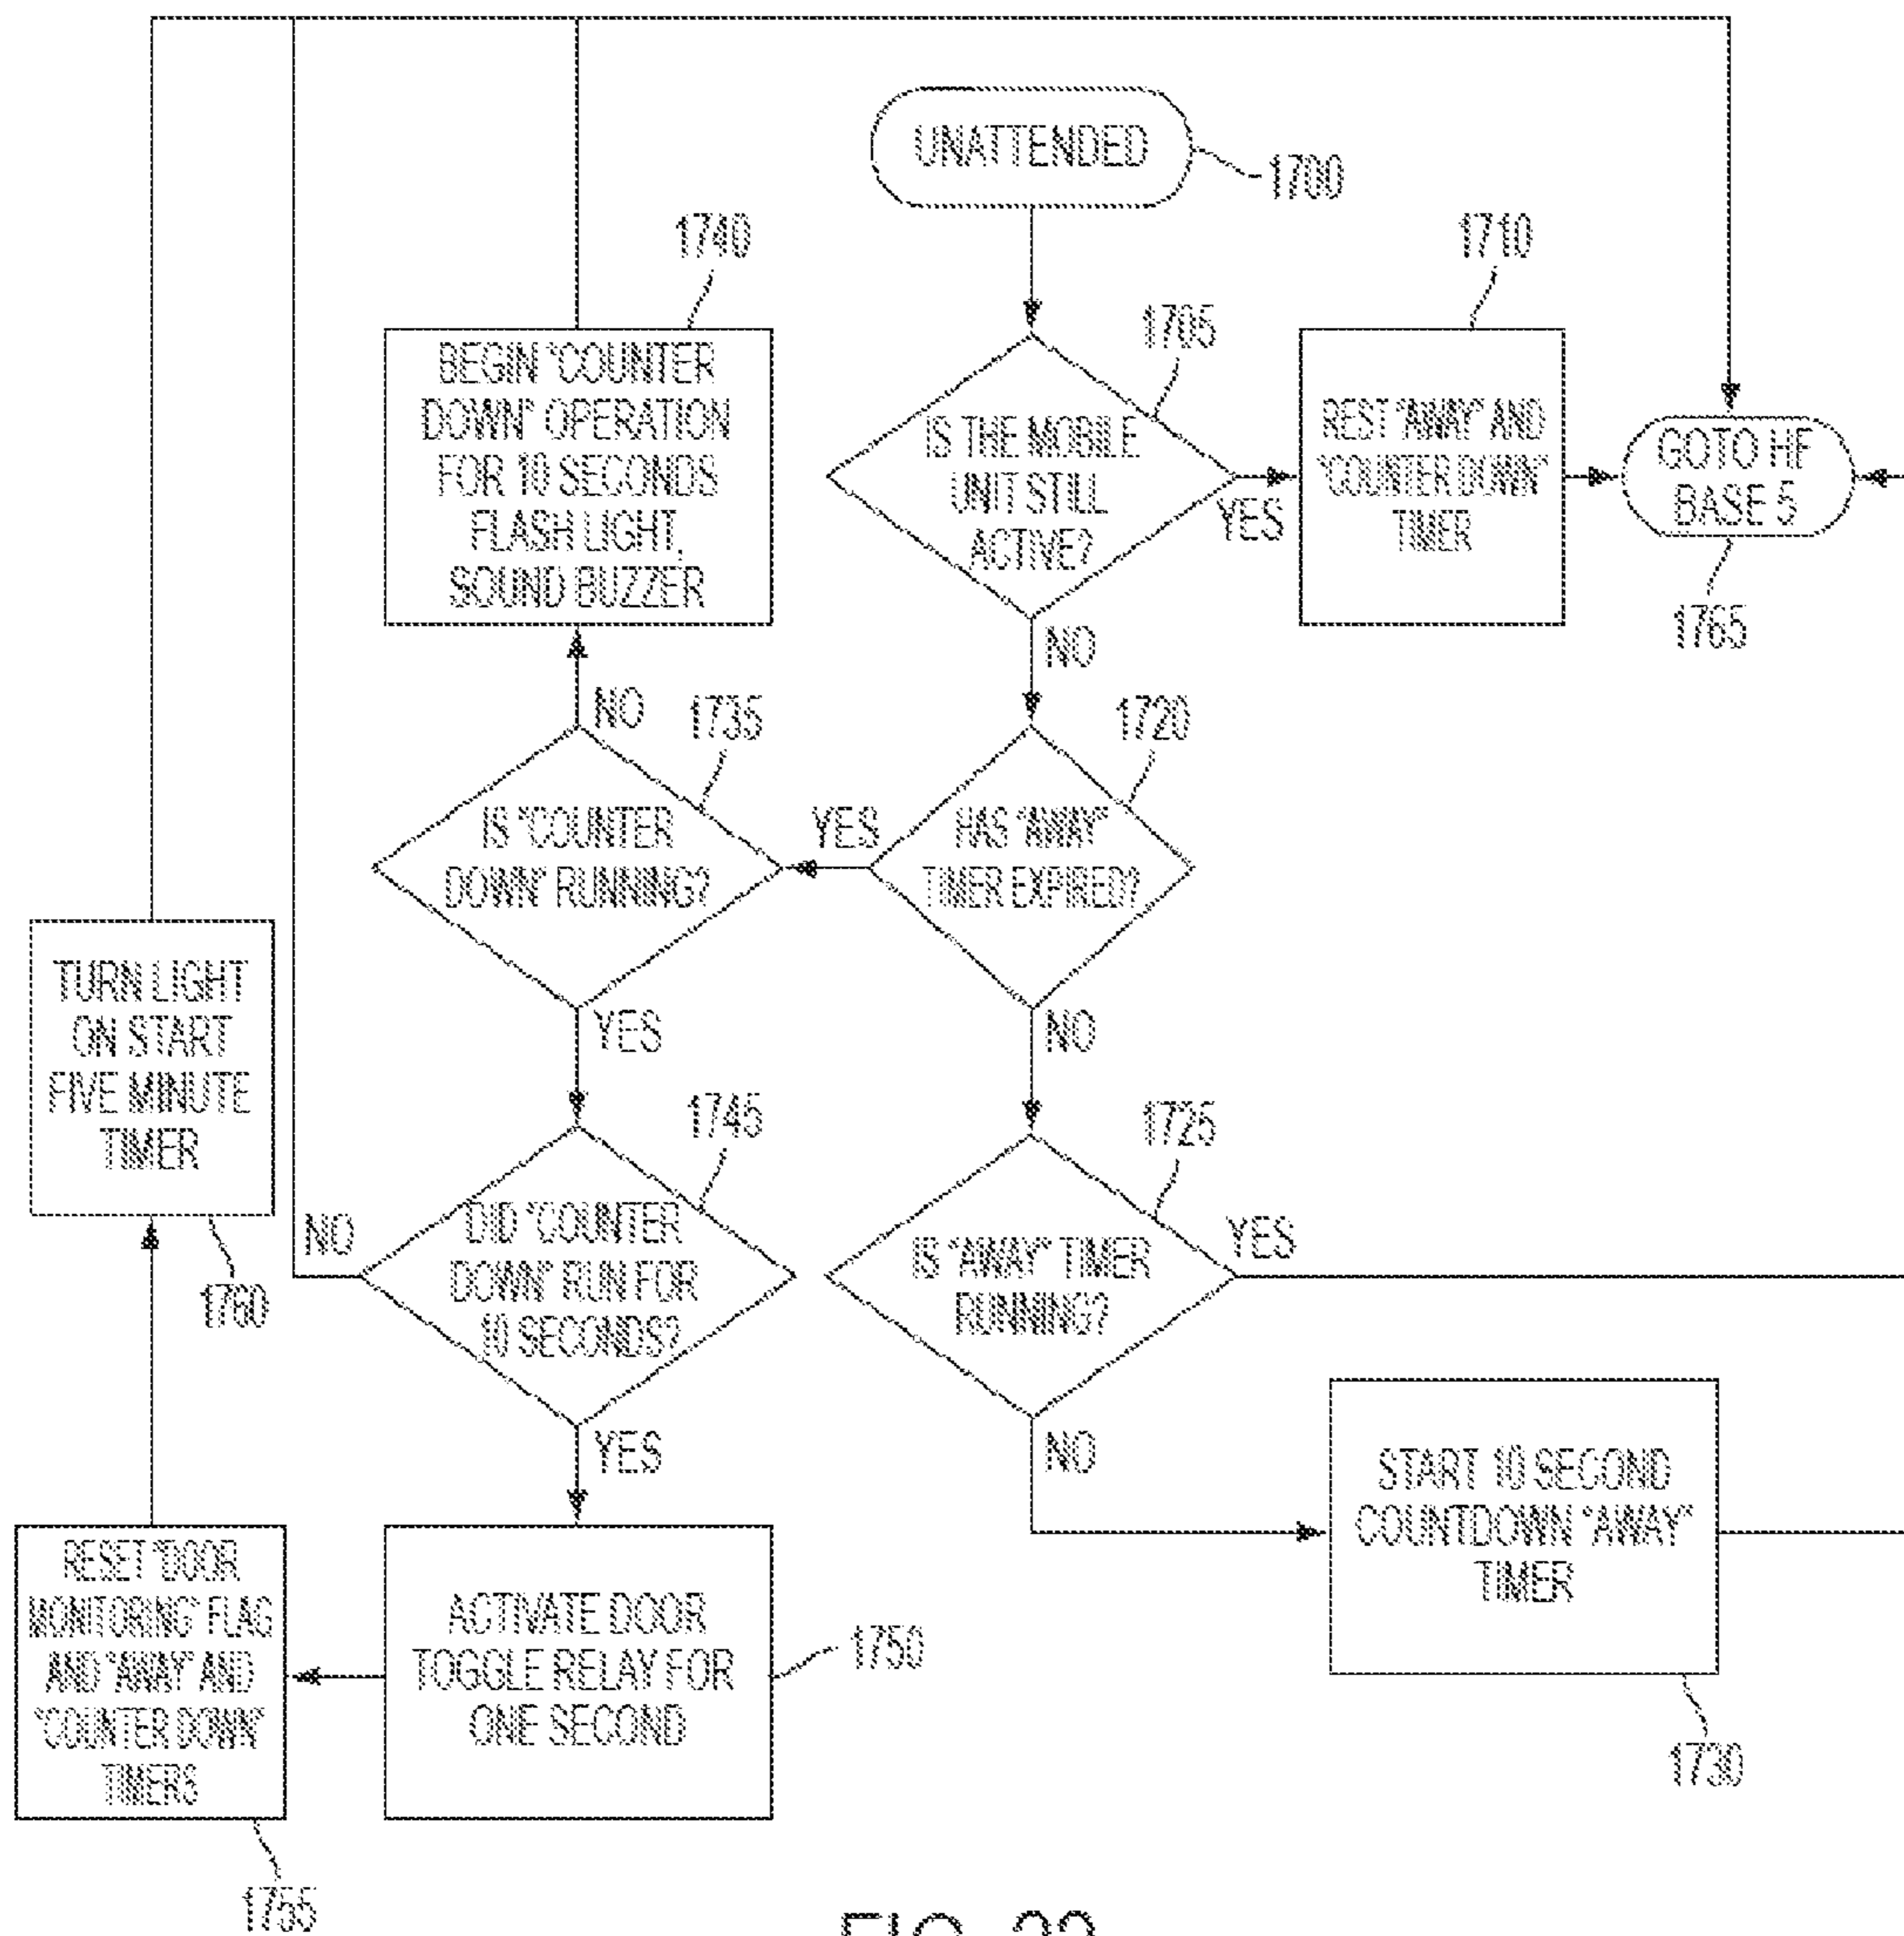 UNATTENDED
1700
1740
1710
1705
BEGIN "COUNTER
DOWN" OPERATION
FOR 10 SECONDS
FLASH LIGHT,
SOUND BUZZER
IS THE MOBILE
UNIT STILL
ACTIVE?
YES
REST "AWAY" AND
"COUNTER DOWN"
TIMER
GOTO HF
BASE 5
1765
NO
NO
1735
1720
IS "COUNTER
DOWN" RUNNING?
YES
HAS "AWAY"
TIMER EXPIRED?
TURN LIGHT
ON START
FIVE MINUTE
TIMER
YES
NO
1745
1725
NO
DID "COUNTER
DOWN" RUN FOR
10 SECONDS?
IS "AWAY" TIMER
RUNNING?
YES
1760
YES
NO
START 10 SECOND
COUNTDOWN "AWAY"
TIMER
RESET "DOOR
MONITORING" FLAG
AND "AWAY" AND
"COUNTER DOWN"
TIMERS
ACTIVATE DOOR
TOGGLE RELAY FOR
ONE SECOND
1750
1730
1755